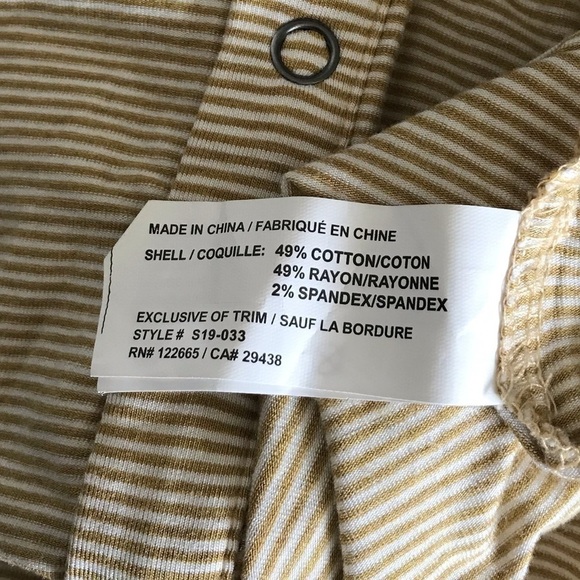 MADE IN CHINA / FABRIQUÉ EN CHINE
SHELL / COQUILLE: 49% COTTON/COTON
49% RAYON/RAYONNE
2% SPANDEX/SPANDEX
EXCLUSIVE OF TRIM / SAUF LA BORDURE
STYLE # S19-033
RN# 122665 / CA# 29438